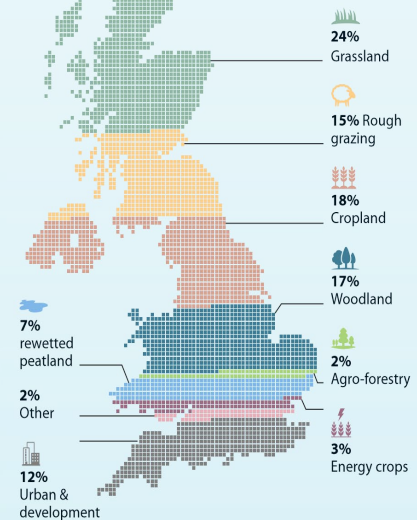 24%
Grassland
15% Rough
grazing
18%
Cropland
17%
Woodland
7%
rewetted
peatland
2%
Agro-forestry
2%
Other
3%
Energy crops
12%
Urban &
development